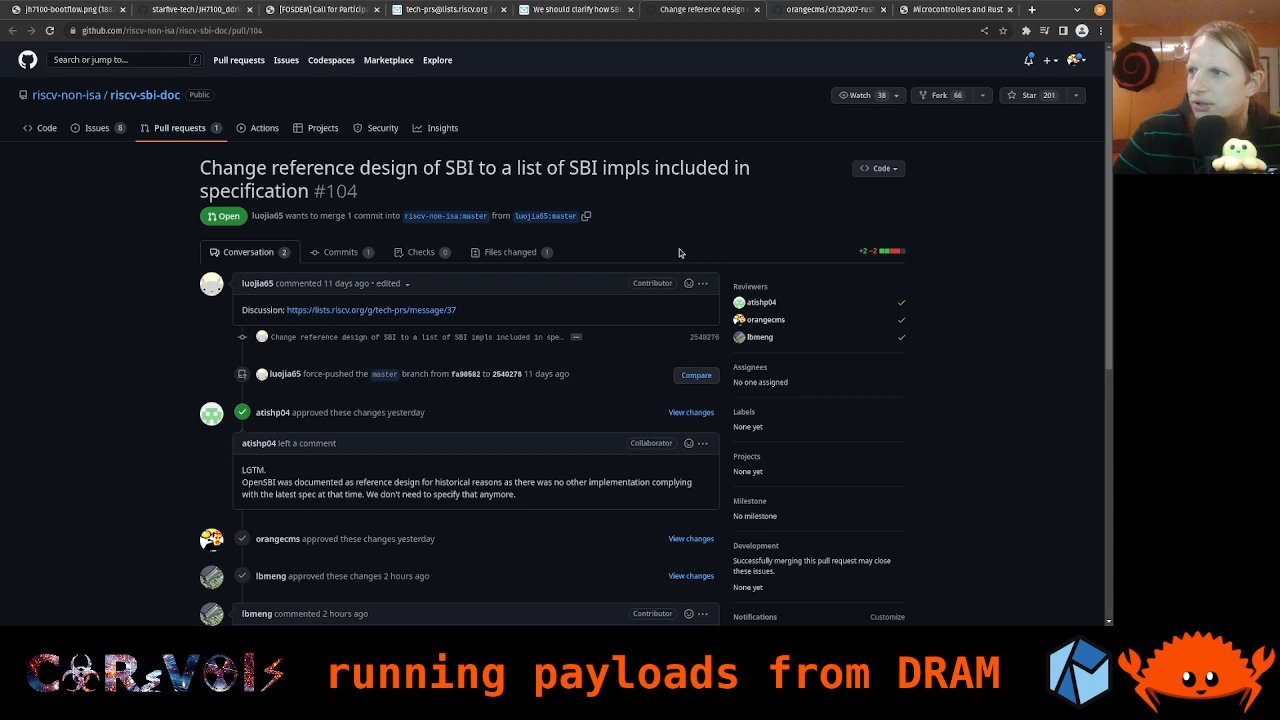 jh7100-bootflow.png (188
starfive-tech/JH7100_ddri
[FOSDEM] Call for Particip
tech-prs@lists.riscv.org |
We should clarify how SBI
Change reference design
orangecms/ch32v307-rust
Microcontrollers and Rust
github.com/riscv-non-isa/riscv-sbi-doc/pull/104
Search or jump to... /
Pull requests Issues Codespaces Marketplace Explore
riscv-non-isa / riscv-sbi-doc Public
Watch 38 Fork 66 Star 201
Code Issues 8 Pull requests 1 Actions Projects Security Insights
Change reference design of SBI to a list of SBI impls included in
specification #104
Code
Open luojia65 wants to merge 1 commit into riscv-non-isa:master from luojia65:master
Conversation 2 Commits 1 Checks 0 Files changed 1 +2 −2
luojia65 commented 11 days ago • edited Contributor
Discussion: https://lists.riscv.org/g/tech-prs/message/37
Change reference design of SBI to a list of SBI impls included in spe… 2540276
luojia65 force-pushed the master branch from fa90582 to 2540276 11 days ago Compare
atishp04 approved these changes yesterday View changes
atishp04 left a comment Collaborator
LGTM.
OpenSBI was documented as reference design for historical reasons as there was no other implementation complying
with the latest spec at that time. We don't need to specify that anymore.
orangecms approved these changes yesterday View changes
lbmeng approved these changes 2 hours ago View changes
lbmeng commented 2 hours ago Contributor
Reviewers
atishp04
orangecms
lbmeng
Assignees
No one assigned
Labels
None yet
Projects
None yet
Milestone
No milestone
Development
Successfully merging this pull request may close
these issues.
None yet
Notifications Customize
running payloads from DRAM